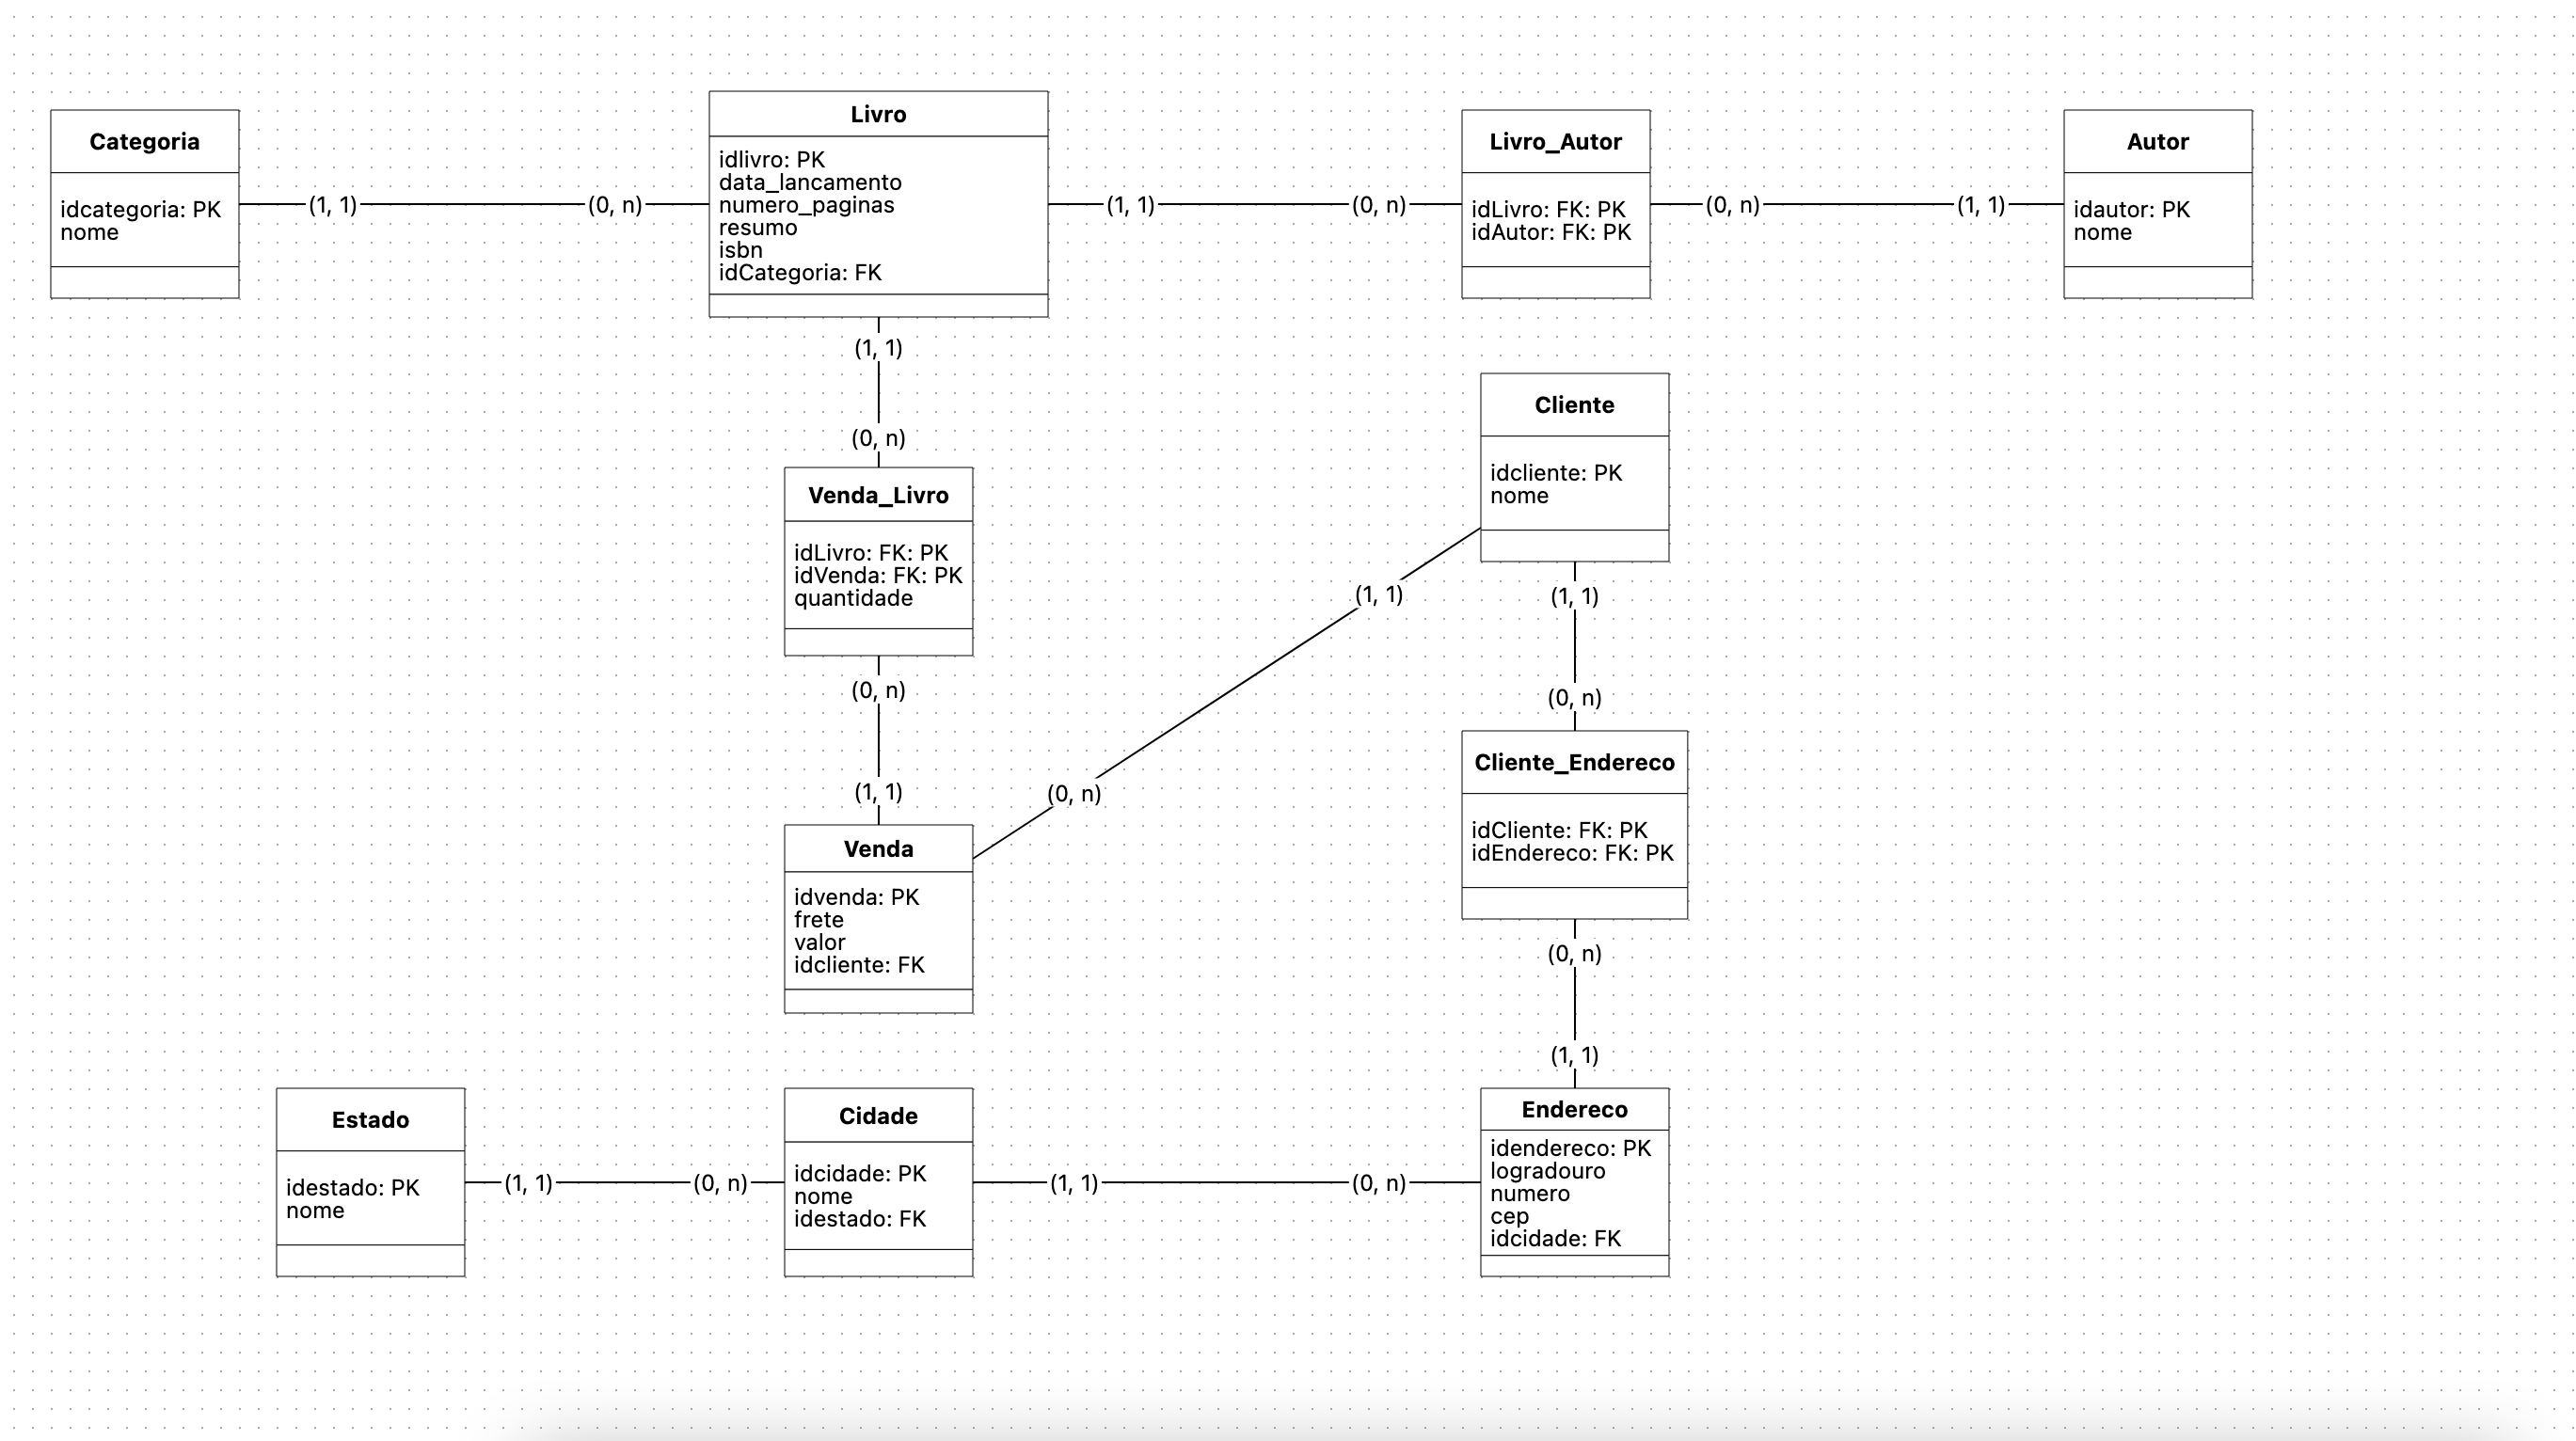 Categoria
idcategoria: PK
nome
(1, 1)
(0, n)
Livro
idlivro: PK
data_lancamento
numero_paginas
resumo
isbn
idCategoria: FK
(1, 1)
(0, n)
Livro_Autor
idLivro: FK: PK
idAutor: FK: PK
(0, n)
(1, 1)
Autor
idautor: PK
nome
(1, 1)
(0, n)
Venda_Livro
idLivro: FK: PK
idVenda: FK: PK
quantidade
(0, n)
(1, 1)
Venda
idvenda: PK
frete
valor
idcliente: FK
(0, n)
(1, 1)
Cliente
idcliente: PK
nome
(1, 1)
(0, n)
Cliente_Endereco
idCliente: FK: PK
idEndereco: FK: PK
(0, n)
(1, 1)
Estado
idestado: PK
nome
(1, 1)
(0, n)
Cidade
idcidade: PK
nome
idestado: FK
(1, 1)
(0, n)
Endereco
idendereco: PK
logradouro
numero
cep
idcidade: FK